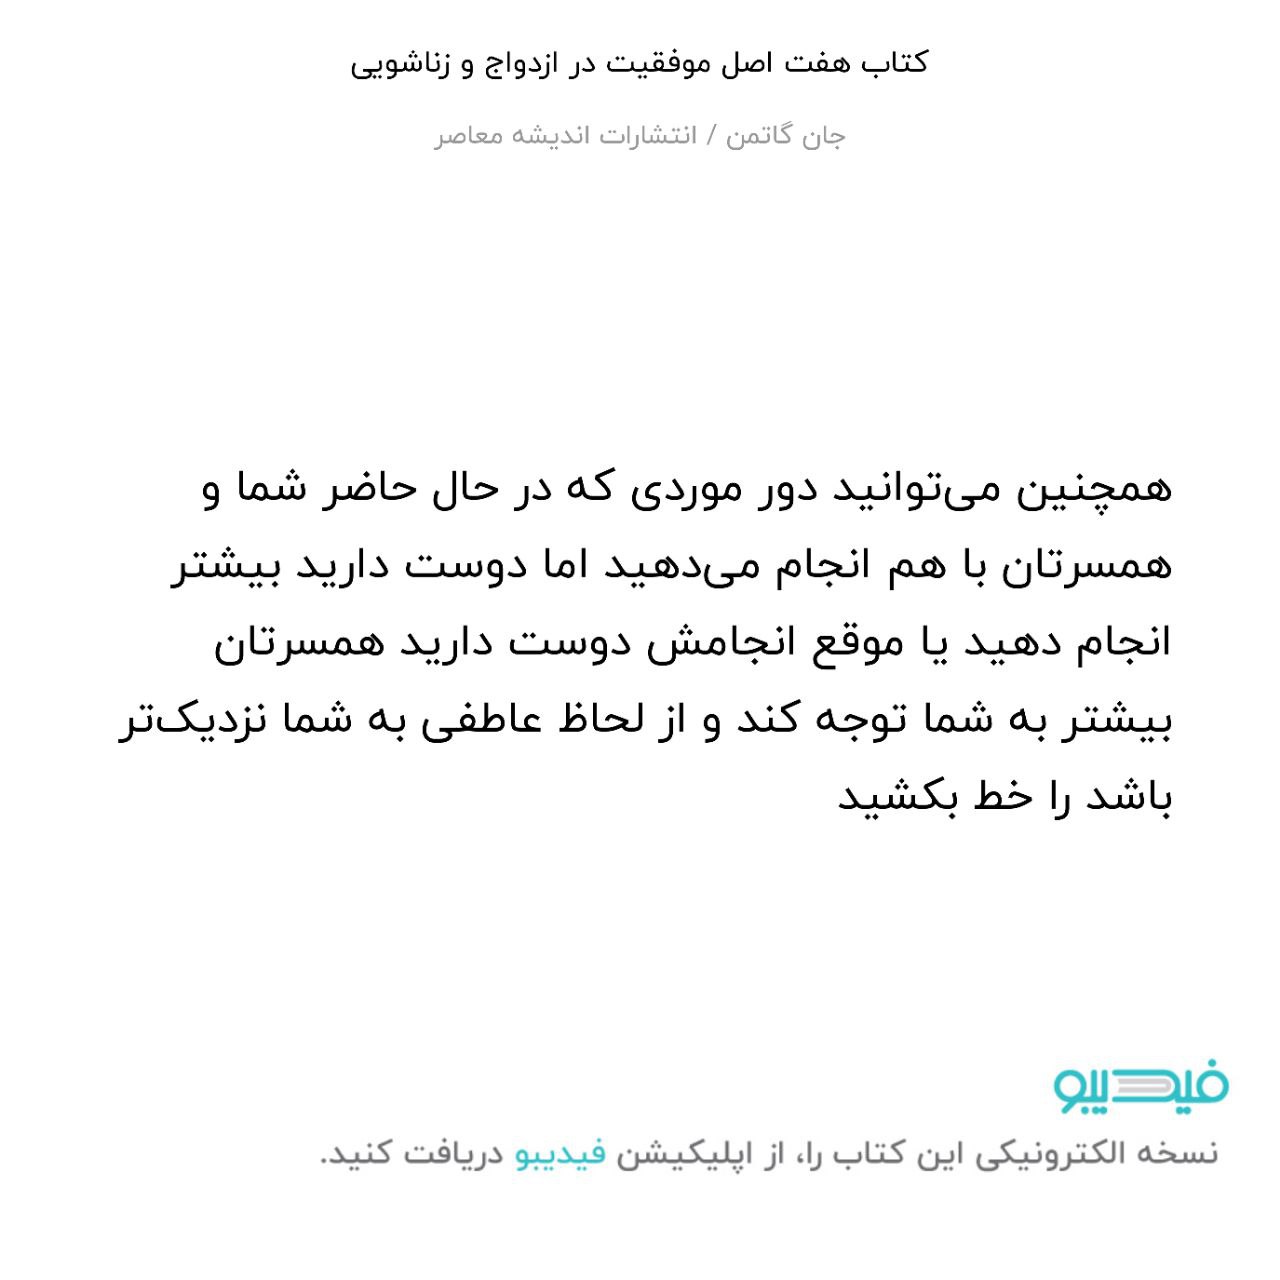 کتاب هفت اصل موفقیت در ازدواج و زناشویی
جان گاتمن / انتشارات اندیشه معاصر
همچنین می‌توانید دور موردی که در حال حاضر شما و
همسرتان با هم انجام می‌دهید اما دوست دارید بیشتر
انجام دهید یا موقع انجامش دوست دارید همسرتان
بیشتر به شما توجه کند و از لحاظ عاطفی به شما نزدیک‌تر
باشد را خط بکشید
فیدیبو
نسخه الکترونیکی این کتاب را، از اپلیکیشن فیدیبو دریافت کنید.